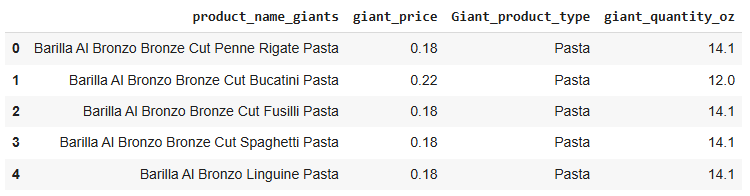 product_name_giants giant_price Giant_product_type giant_quantity_oz
0 Barilla Al Bronzo Bronze Cut Penne Rigate Pasta 0.18 Pasta 14.1
1 Barilla Al Bronzo Bronze Cut Bucatini Pasta 0.22 Pasta 12.0
2 Barilla Al Bronzo Bronze Cut Fusilli Pasta 0.18 Pasta 14.1
3 Barilla Al Bronzo Bronze Cut Spaghetti Pasta 0.18 Pasta 14.1
4 Barilla Al Bronzo Linguine Pasta 0.18 Pasta 14.1